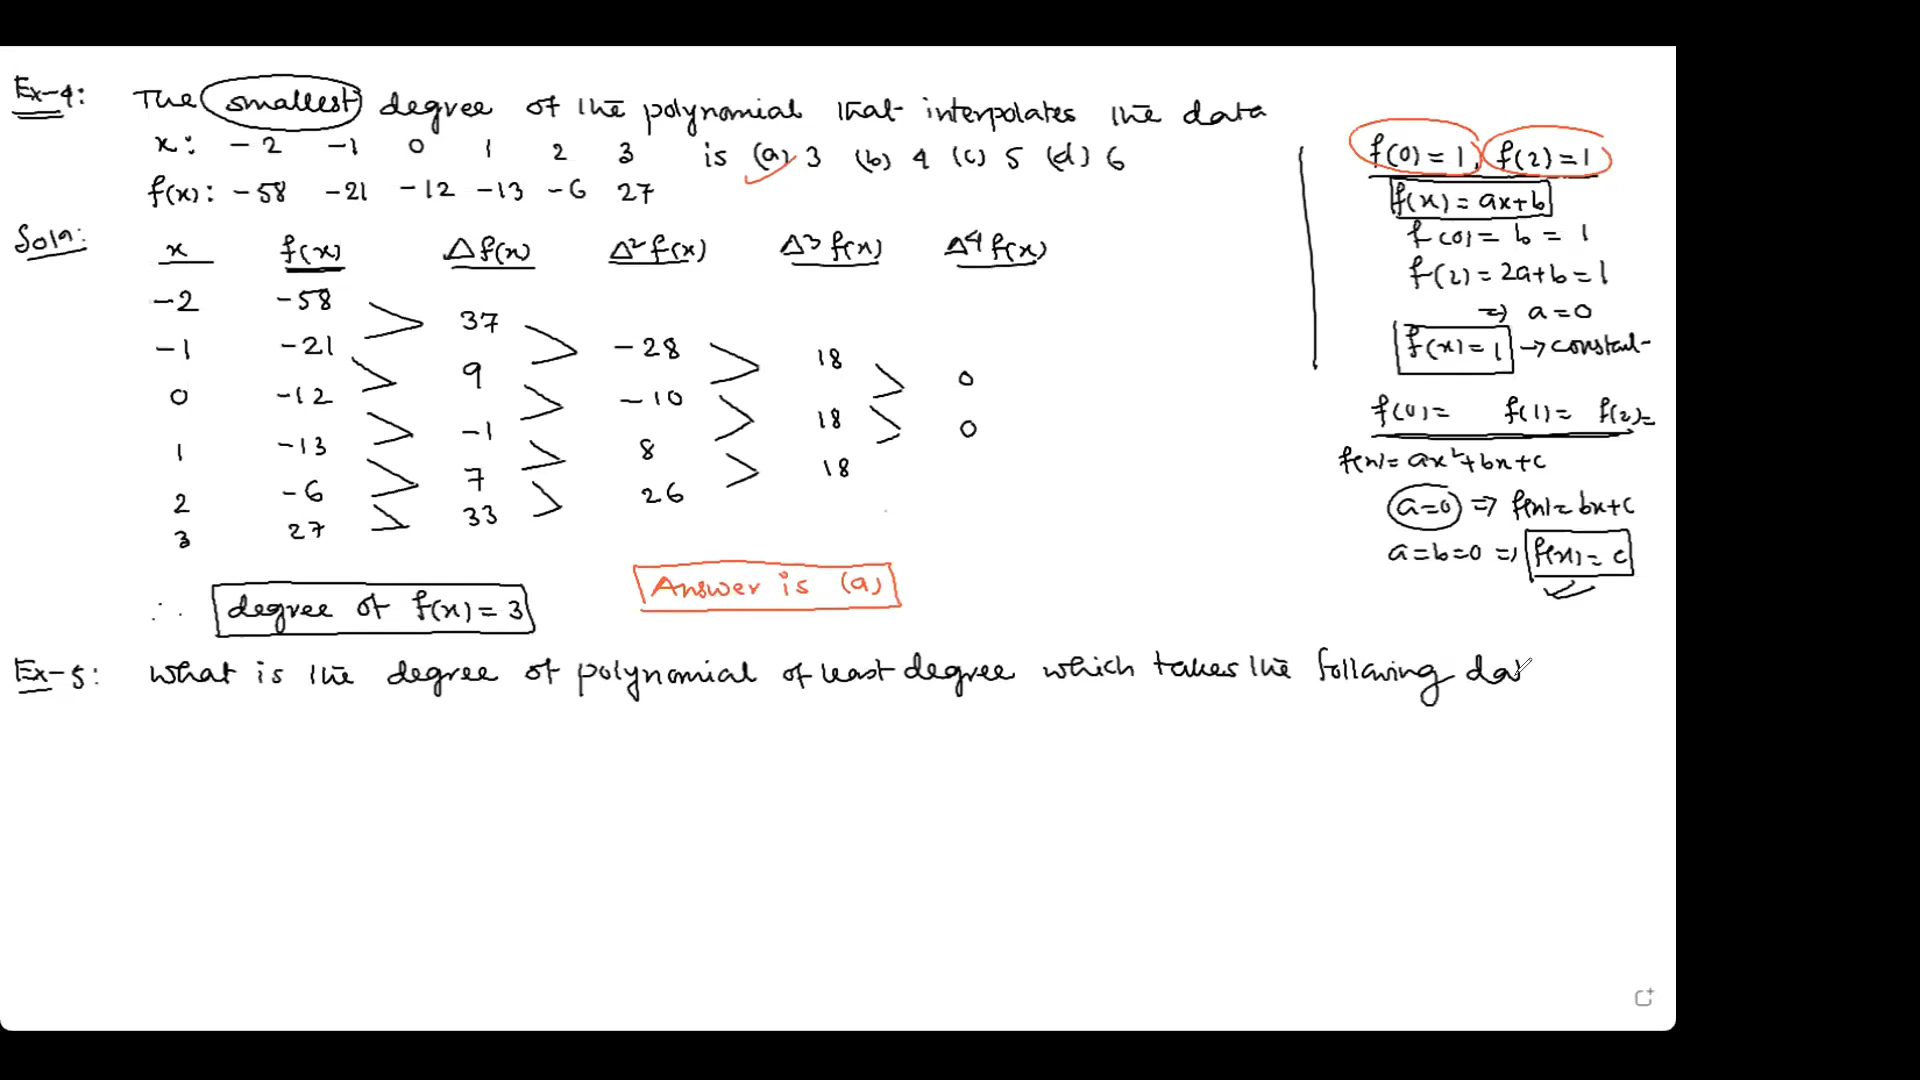 Ex-4: The smallest degree of the polynomial that interpolates the data
x: -2 -1 0 1 2 3 is (a) 3 (b) 4 (c) 5 (d) 6
f(x): -58 -21 -12 -13 -6 27
Soln:
x f(x) Δf(x) Δ²f(x) Δ³f(x) Δ⁴f(x)
-2 -58
37
-1 -21 -28 18
9 0
0 -12 -10
-1 18 0
1 -13 8
7 18
2 -6 26
33
3 27
∴ degree of f(x) = 3
Answer is (a)
f(0) = 1, f(2) = 1
f(x) = ax+b
f(0) = b = 1
f(2) = 2a+b = 1
⇒ a = 0
f(x) = 1 → constant
f(0) = f(1) = f(2) =
f(x) = ax²+bx+c
a=0 ⇒ f(x) = bx+c
a=b=0 ⇒ f(x) = c
Ex-5: What is the degree of polynomial of least degree which takes the following dat